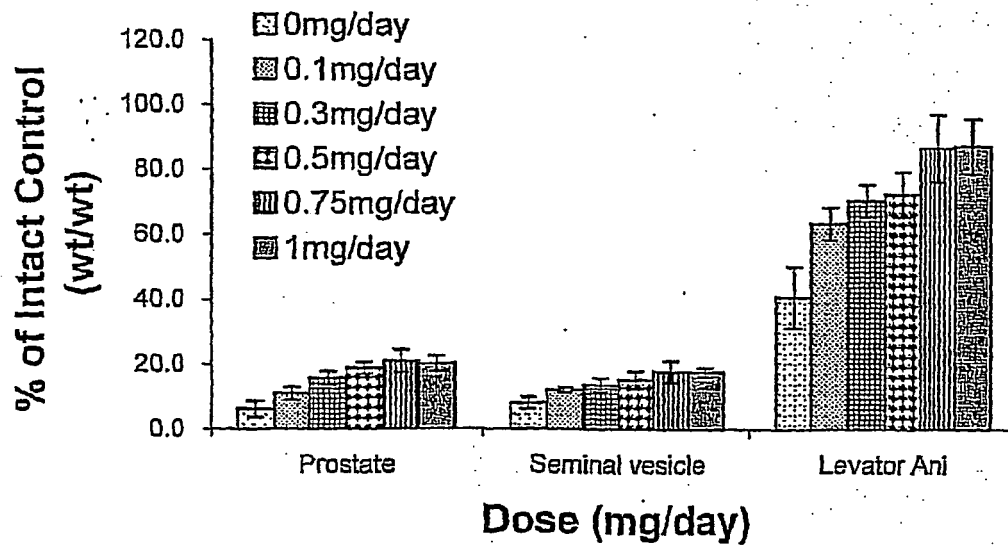 % of Intact Control
(wt/wt)
120.0
100.0
80.0
60.0
40.0
20.0
0.0
0mg/day
0.1mg/day
0.3mg/day
0.5mg/day
0.75mg/day
1mg/day
Prostate
Seminal vesicle
Levator Ani
Dose (mg/day)